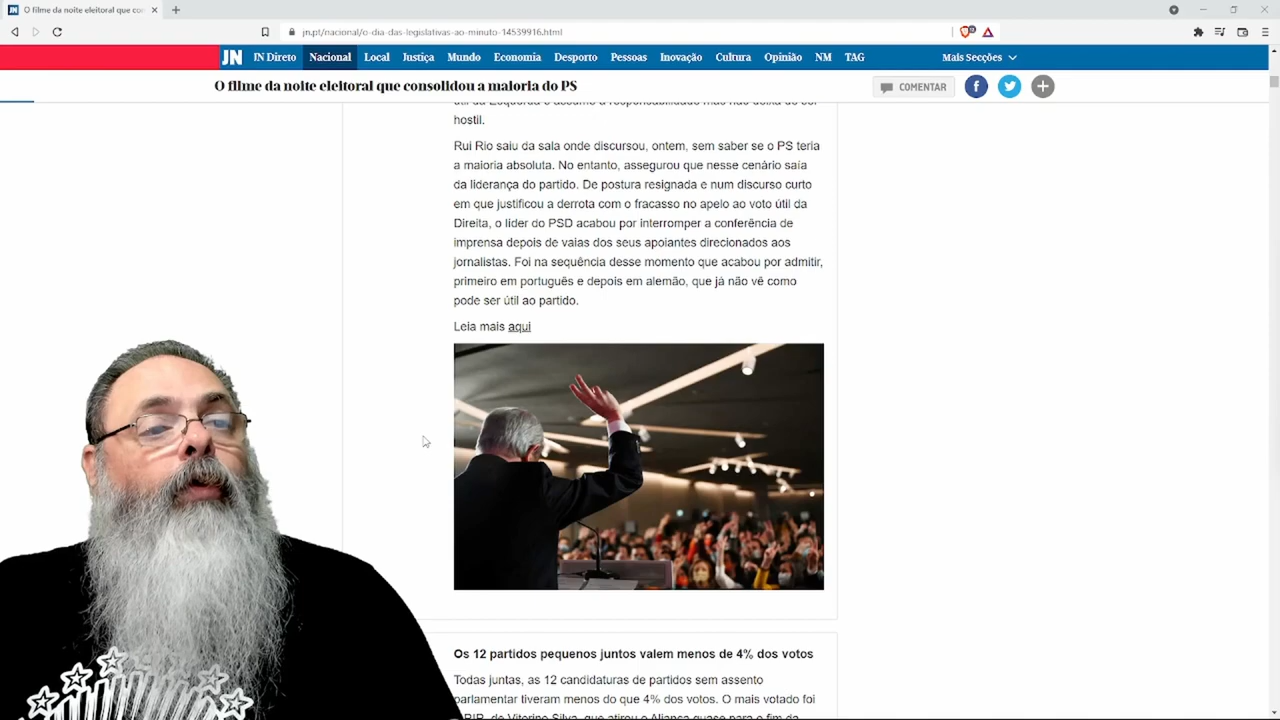 O filme da noite eleitoral que con
jn.pt/nacional/o-dia-das-legislativas-ao-minuto-14539916.html
JN JN Direto Nacional Local Justiça Mundo Economia Desporto Pessoas Inovação Cultura Opinião NM TAG Mais Secções
O filme da noite eleitoral que consolidou a maioria do PS
COMENTAR
hostil.
Rui Rio saiu da sala onde discursou, ontem, sem saber se o PS teria
a maioria absoluta. No entanto, assegurou que nesse cenário saía
da liderança do partido. De postura resignada e num discurso curto
em que justificou a derrota com o fracasso no apelo ao voto útil da
Direita, o líder do PSD acabou por interromper a conferência de
imprensa depois de vaias dos seus apoiantes direcionados aos
jornalistas. Foi na sequência desse momento que acabou por admitir,
primeiro em português e depois em alemão, que já não vê como
pode ser útil ao partido.
Leia mais aqui
Os 12 partidos pequenos juntos valem menos de 4% dos votos
Todas juntas, as 12 candidaturas de partidos sem assento
parlamentar tiveram menos do que 4% dos votos. O mais votado foi